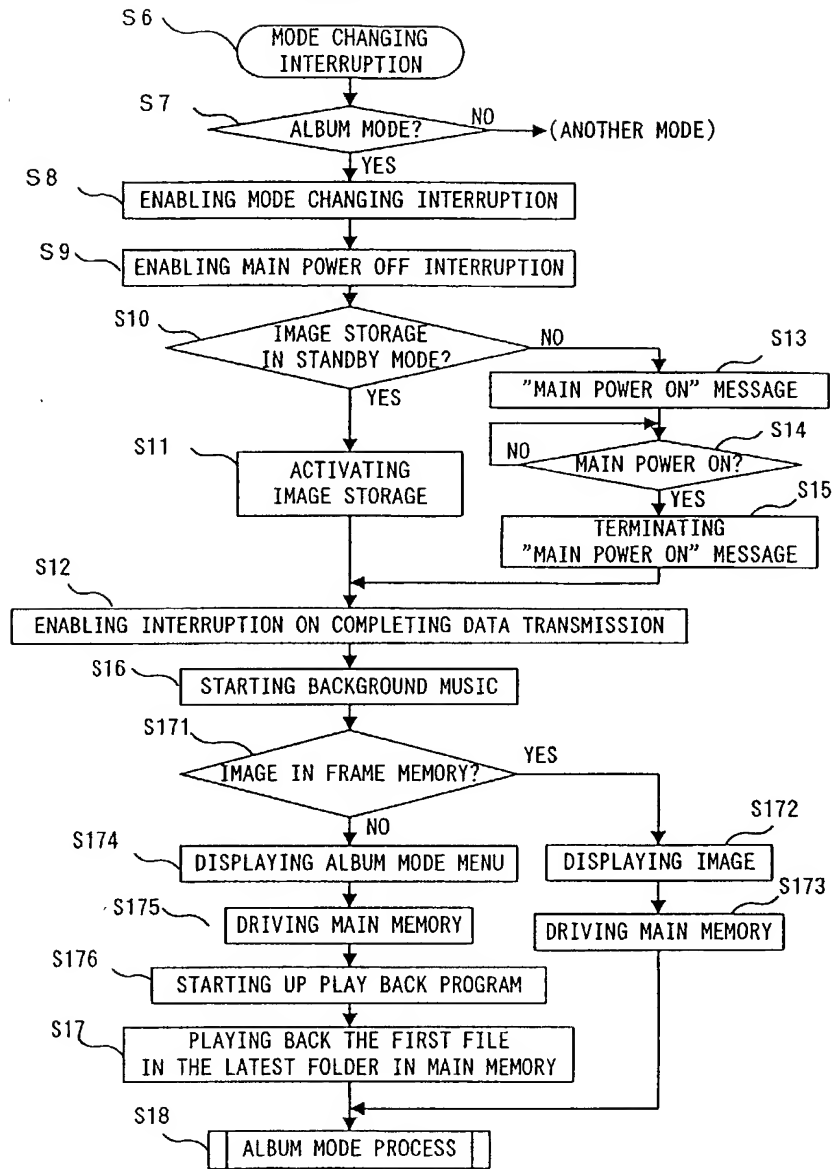 S6
MODE CHANGING
INTERRUPTION
S7
ALBUM MODE?
NO
(ANOTHER MODE)
YES
S8
ENABLING MODE CHANGING INTERRUPTION
S9
ENABLING MAIN POWER OFF INTERRUPTION
S10
IMAGE STORAGE
IN STANDBY MODE?
NO
YES
S13
"MAIN POWER ON" MESSAGE
S14
NO
MAIN POWER ON?
YES
S11
ACTIVATING
IMAGE STORAGE
S15
TERMINATING
"MAIN POWER ON" MESSAGE
S12
ENABLING INTERRUPTION ON COMPLETING DATA TRANSMISSION
S16
STARTING BACKGROUND MUSIC
S171
IMAGE IN FRAME MEMORY?
YES
NO
S172
DISPLAYING IMAGE
S173
DRIVING MAIN MEMORY
S174
DISPLAYING ALBUM MODE MENU
S175
DRIVING MAIN MEMORY
S176
STARTING UP PLAY BACK PROGRAM
S17
PLAYING BACK THE FIRST FILE
IN THE LATEST FOLDER IN MAIN MEMORY
S18
ALBUM MODE PROCESS